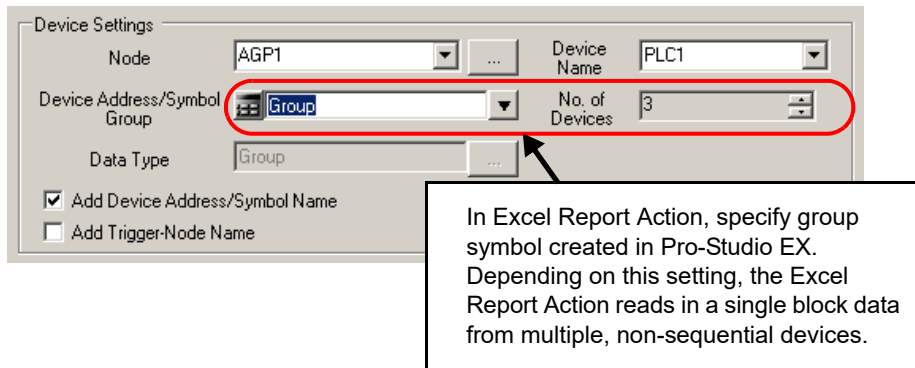 Device Settings
Node AGP1 ... Device Name PLC1
Device Address/Symbol Group Group No. of Devices 3
Data Type Group ...
Add Device Address/Symbol Name
Add Trigger-Node Name
In Excel Report Action, specify group
symbol created in Pro-Studio EX.
Depending on this setting, the Excel
Report Action reads in a single block data
from multiple, non-sequential devices.